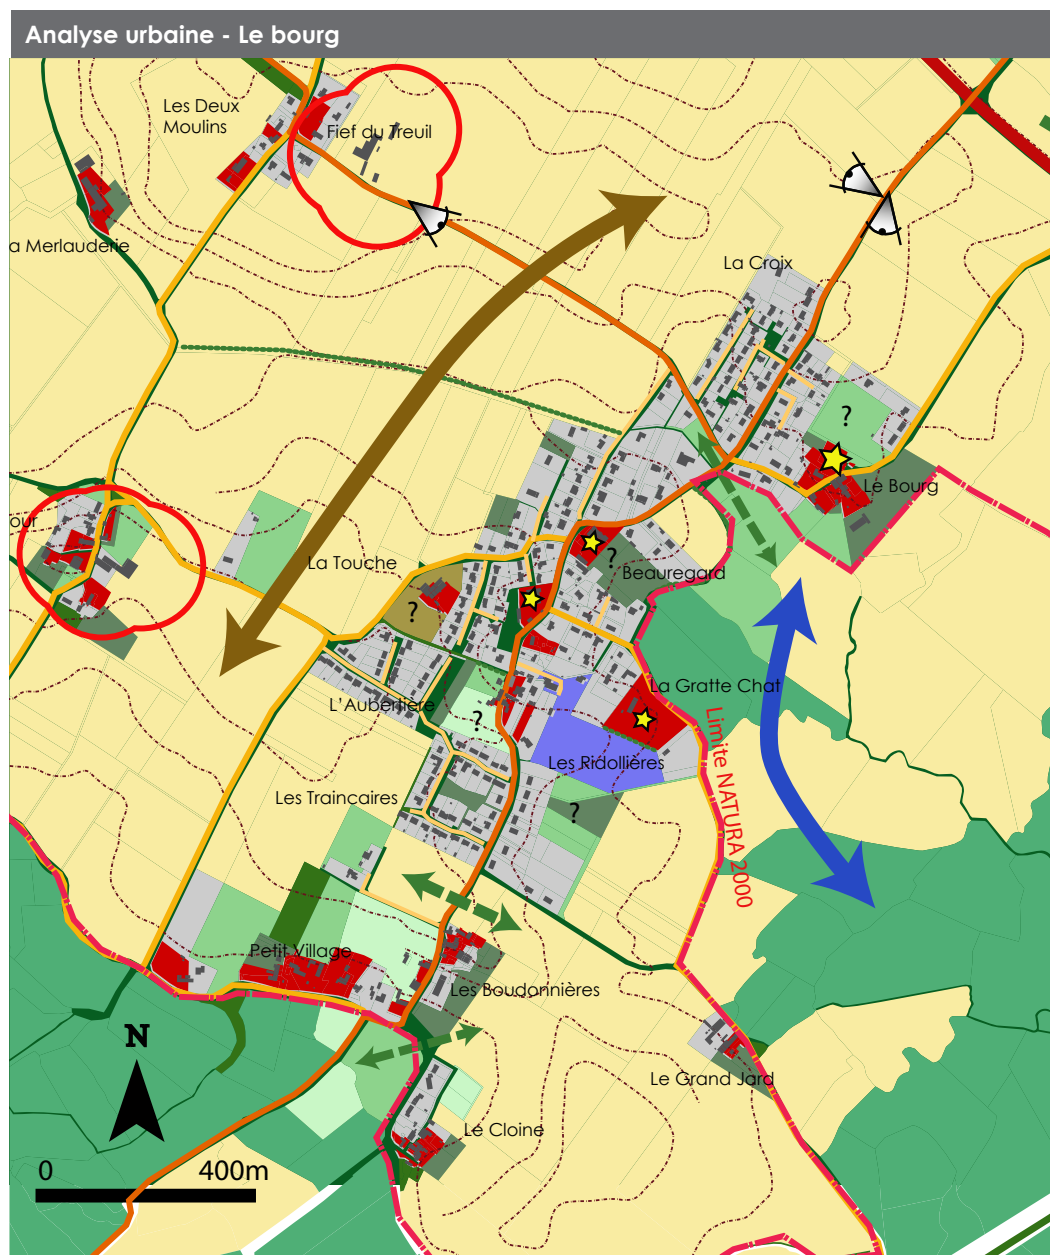 Analyse urbaine - Le bourg
Les Deux
Moulins
Fief du Treuil
a Merlauderie
La Croix
?
Le Bourg
our
La Touche
?
Beauregard
?
La Gratte Chat
L'Aubertière
?
Limite NATURA 2000
Les Ridollières
Les Traincaires
?
Petit Village
Les Boudonnières
N
Le Grand Jard
Le Cloine
0 400m